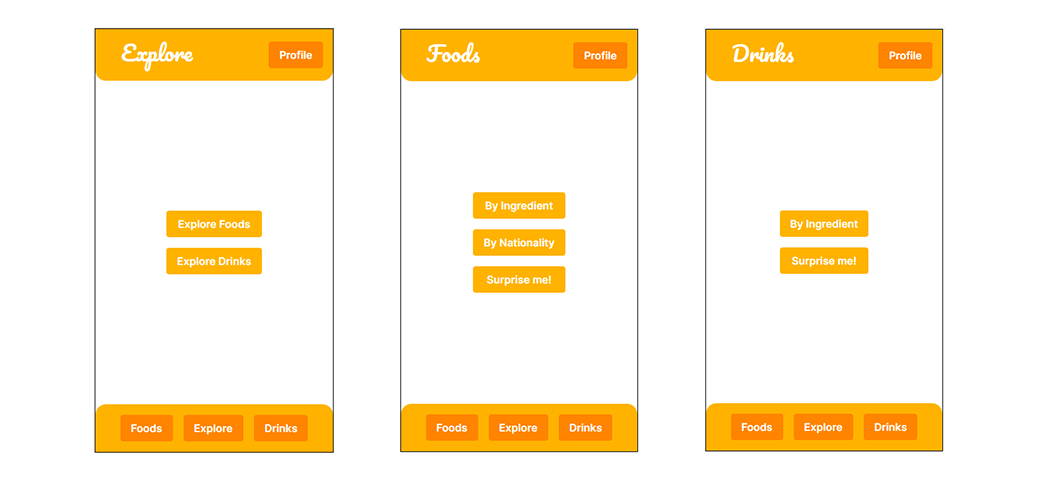 Explore
Profile
Explore Foods
Explore Drinks
Foods
Explore
Drinks
Foods
Profile
By Ingredient
By Nationality
Surprise me!
Foods
Explore
Drinks
Drinks
Profile
By Ingredient
Surprise me!
Foods
Explore
Drinks